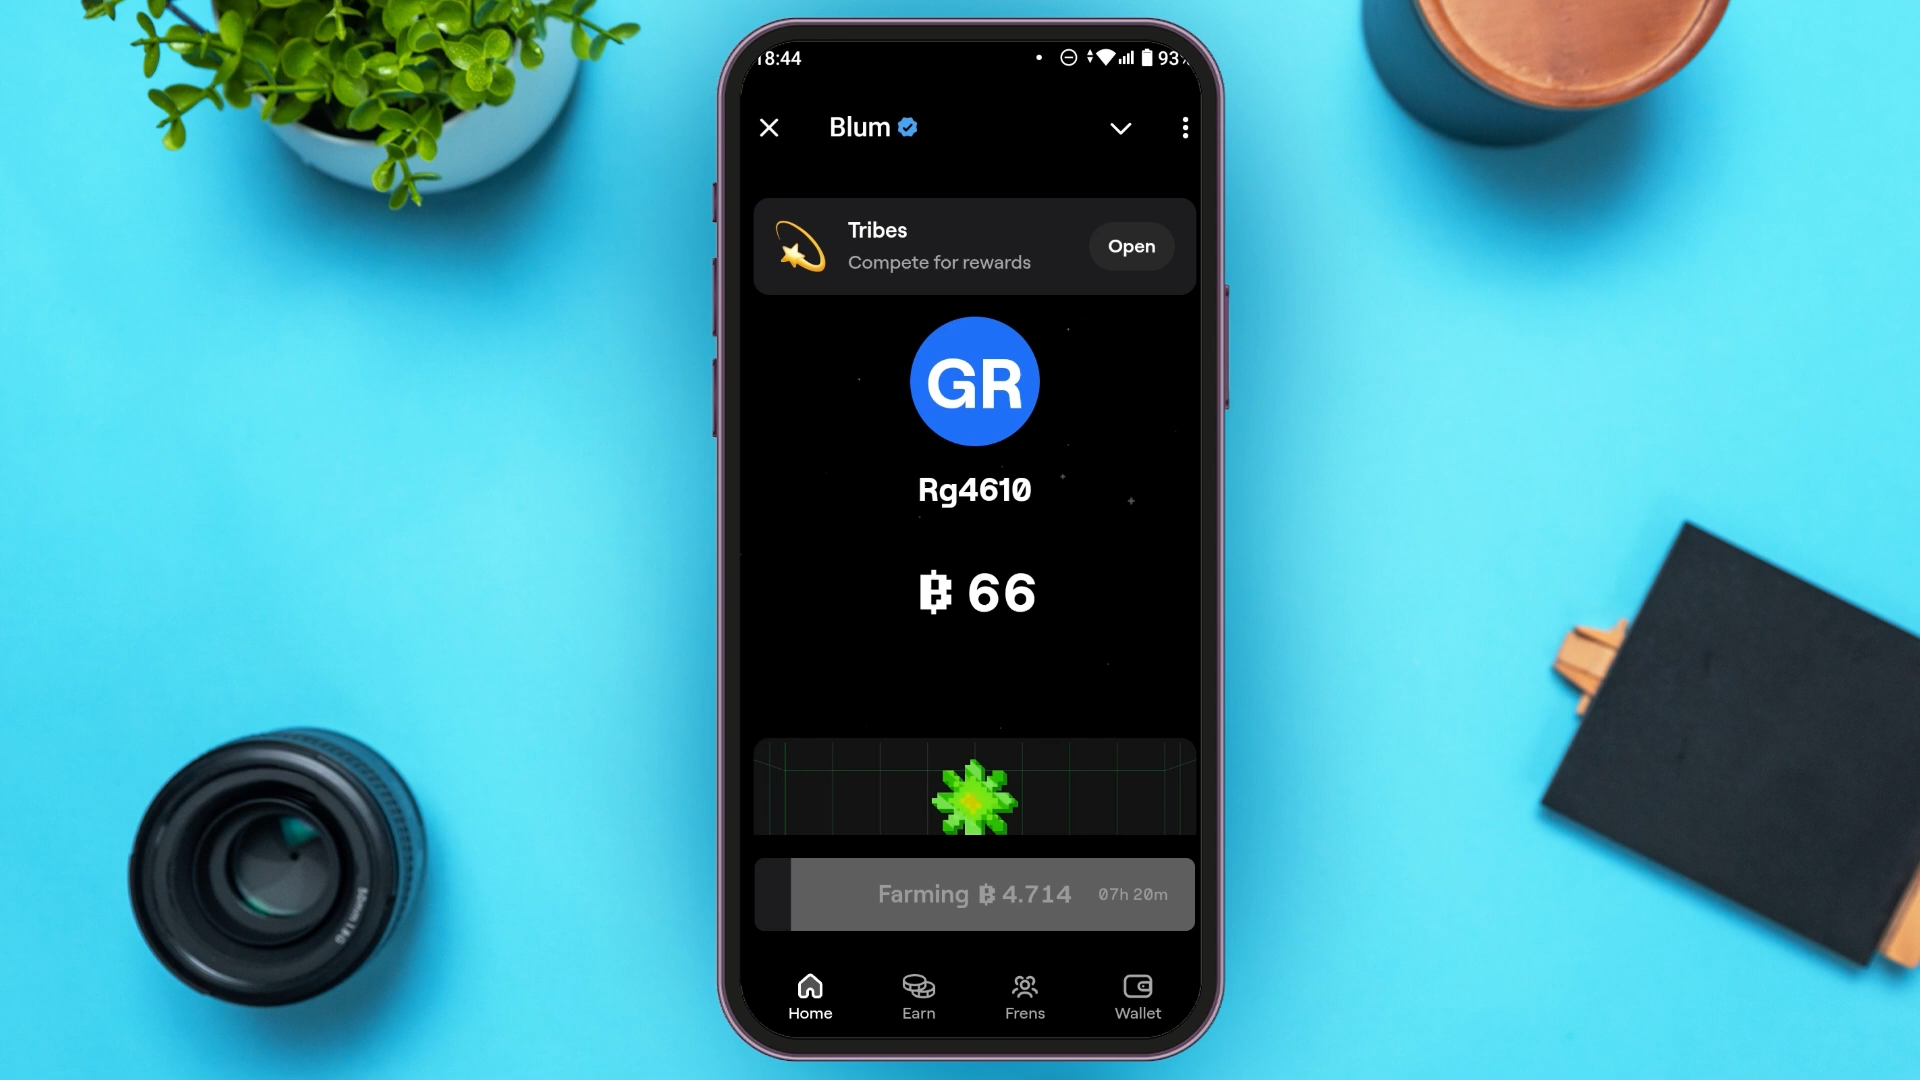 18:44
93%
Blum
Tribes
Compete for rewards
Open
GR
Rg4610
66
Farming 4.714 07h 20m
Home
Earn
Frens
Wallet